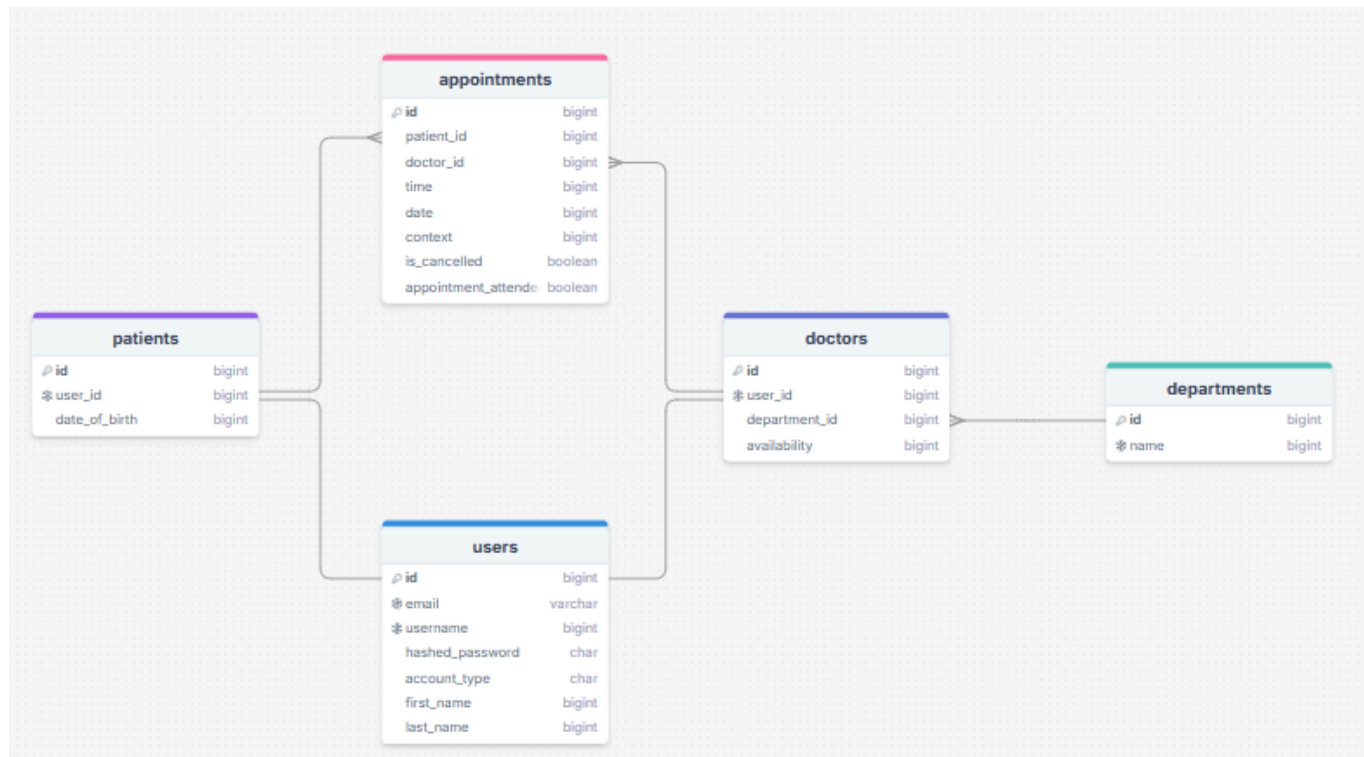 appointments
id bigint
patient_id bigint
doctor_id bigint
time bigint
date bigint
context bigint
is_cancelled boolean
appointment_attende boolean
patients
id bigint
user_id bigint
date_of_birth bigint
doctors
id bigint
user_id bigint
department_id bigint
availability bigint
departments
id bigint
name bigint
users
id bigint
email varchar
username bigint
hashed_password char
account_type char
first_name bigint
last_name bigint